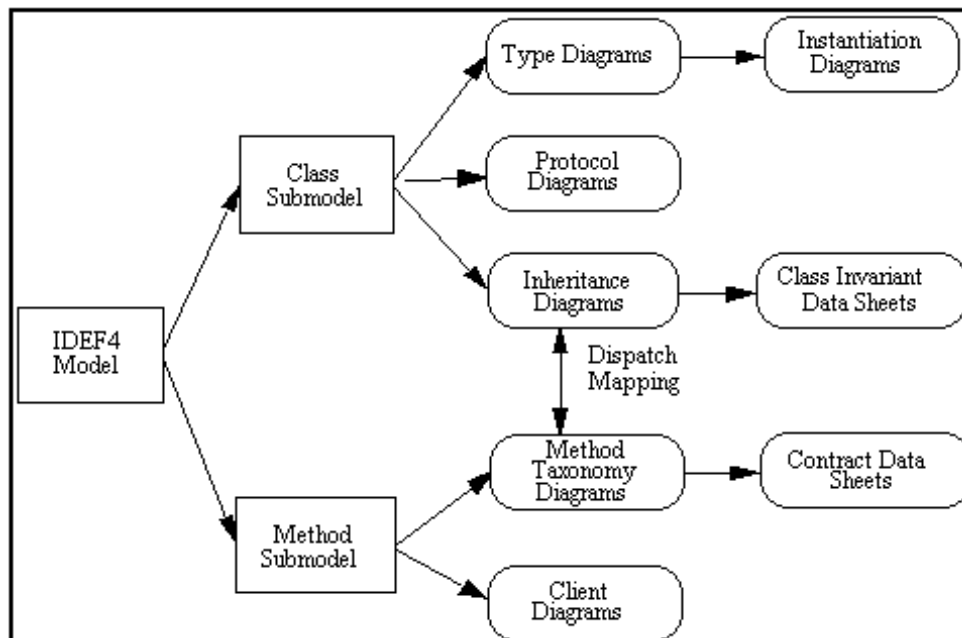 Type Diagrams
Instantiation
Diagrams
Class
Submodel
Protocol
Diagrams
Inheritance
Diagrams
Class Invariant
Data Sheets
IDEF4
Model
Dispatch
Mapping
Method
Taxonomy
Diagrams
Contract Data
Sheets
Method
Submodel
Client
Diagrams